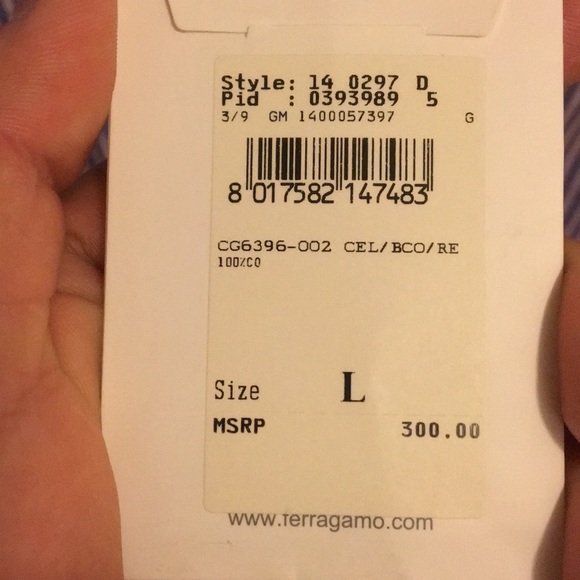 Style: 14 0297 D
Pid : 0393989 5
3/9 GM 1400057397 G
8 017582 147483
CG6396-002 CEL/BCO/RE
100%CO
Size L
MSRP 300.00
www.ferragamo.com